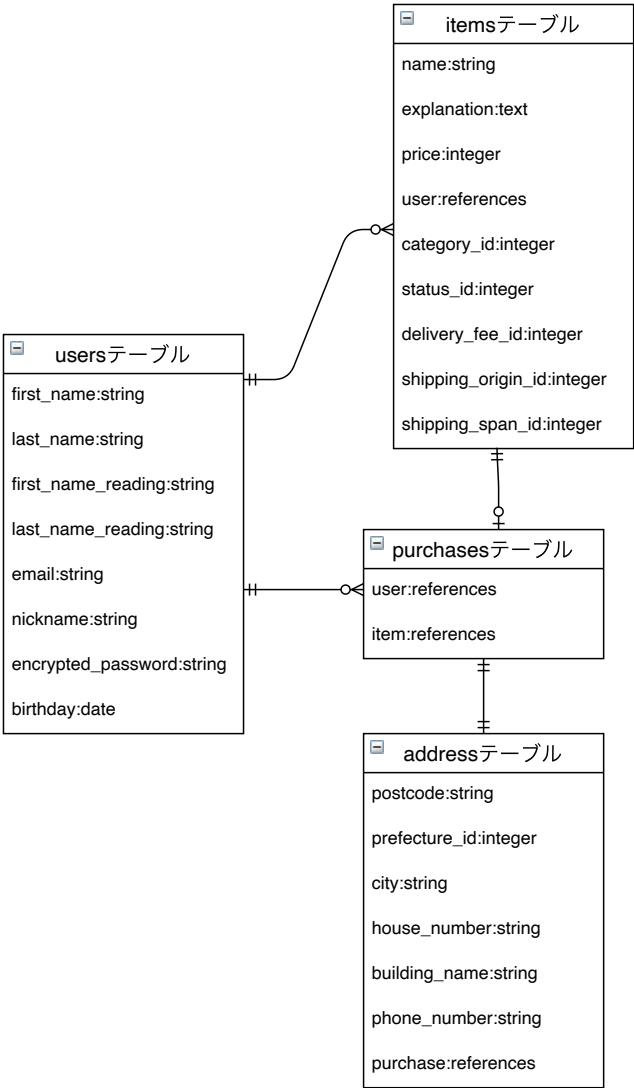 itemsテーブル
name:string
explanation:text
price:integer
user:references
category_id:integer
status_id:integer
delivery_fee_id:integer
shipping_origin_id:integer
shipping_span_id:integer
usersテーブル
first_name:string
last_name:string
first_name_reading:string
last_name_reading:string
email:string
nickname:string
encrypted_password:string
birthday:date
purchasesテーブル
user:references
item:references
addressテーブル
postcode:string
prefecture_id:integer
city:string
house_number:string
building_name:string
phone_number:string
purchase:references